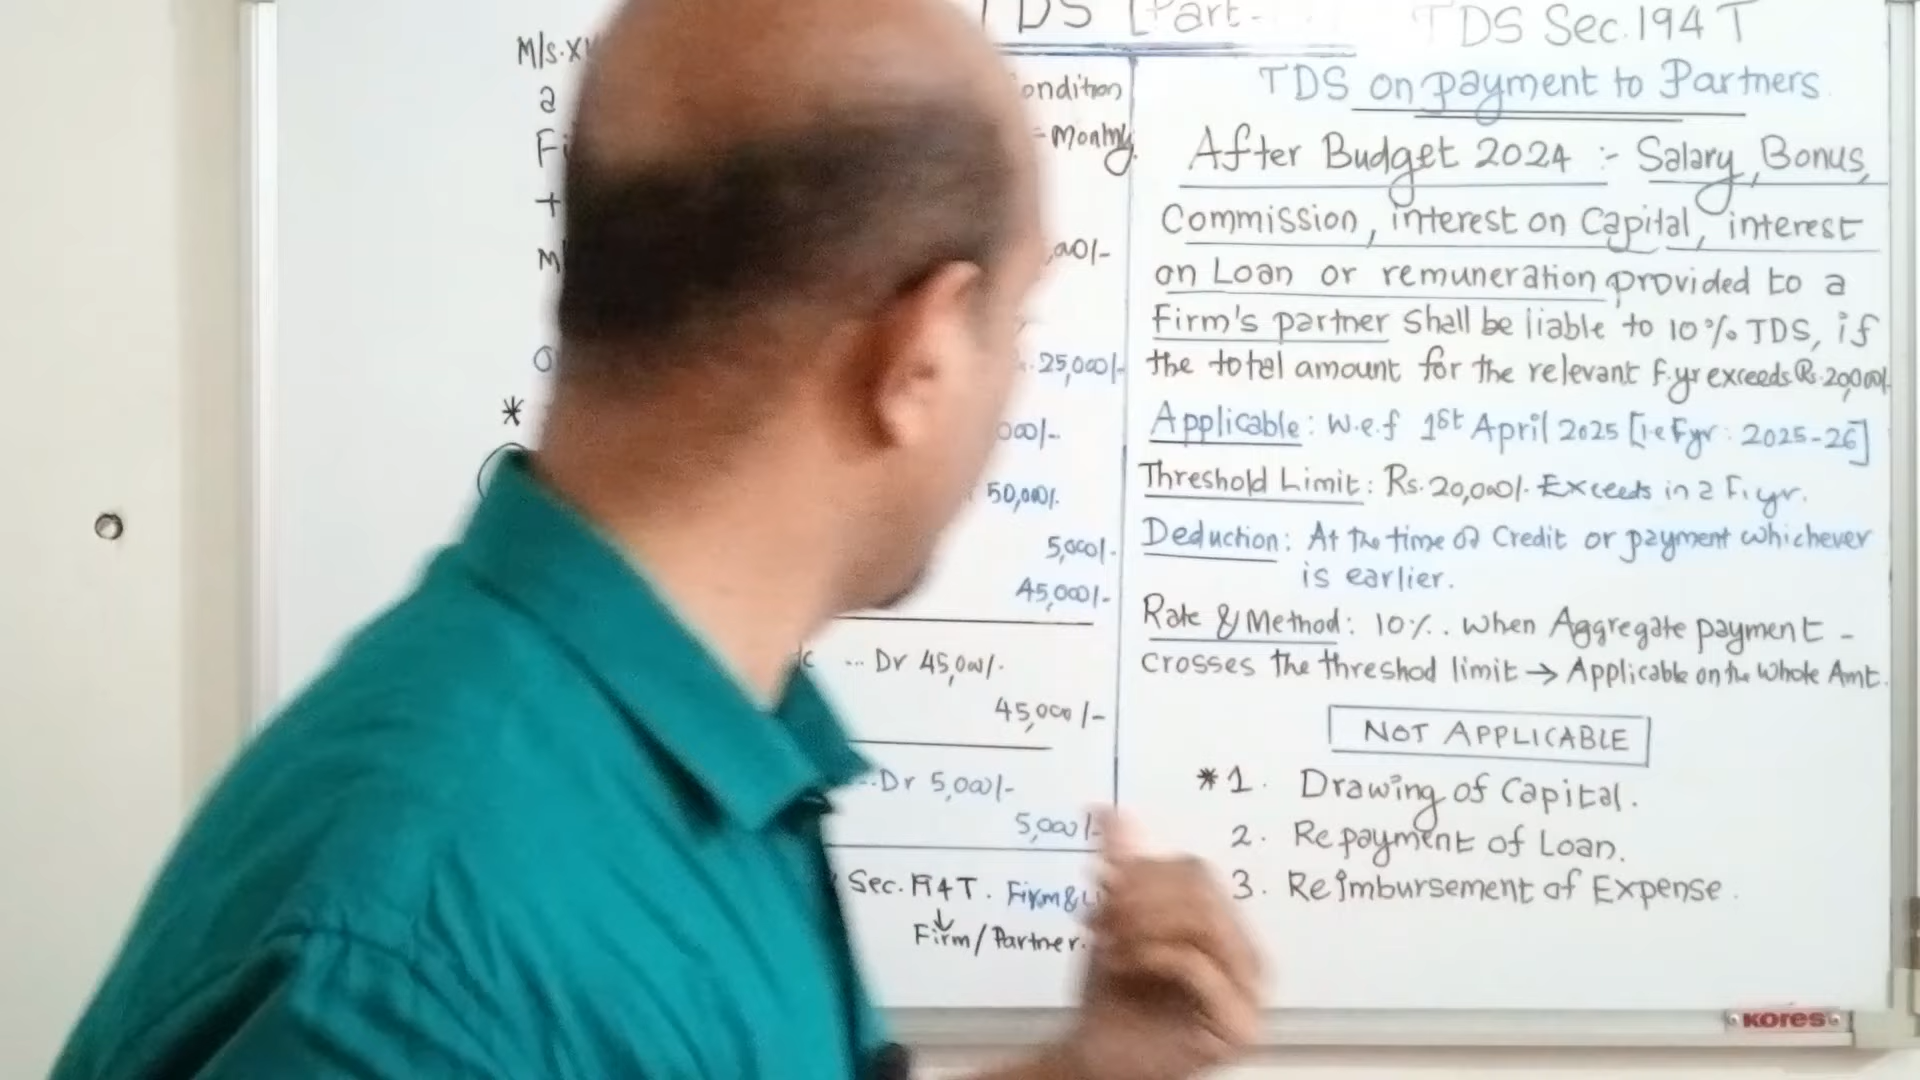 TDS [Part-
M/s.
a
ondition
= Monthly.
+
,00/-
25,000/-
*
000/-
50,000/.
5,000/-
45,000/-
... Dr 45,000/.
45,000/-
...Dr 5,000/-
5,000/-
Sec. 194T. Firm &
↓
Firm/Partner.
TDS Sec.194T
TDS on payment to Partners.
After Budget 2024 :- Salary, Bonus,
Commission, interest on Capital, interest
on Loan or remuneration provided to a
Firm's partner shall be liable to 10% TDS, if
the total amount for the relevant F.yr exceeds Rs. 20,000/-
Applicable: w.e.f 1st April 2025 [i.e F.yr: 2025-26]
Threshold Limit: Rs. 20,000/- Exceeds in a F.yr.
Deduction: At the time of Credit or payment whichever
is earlier.
Rate & Method: 10%. when Aggregate payment -
crosses the threshod limit → Applicable on the Whole Amt.
NOT APPLICABLE
*1. Drawing of Capital.
2. Repayment of Loan.
3. Reimbursement of Expense.
kores